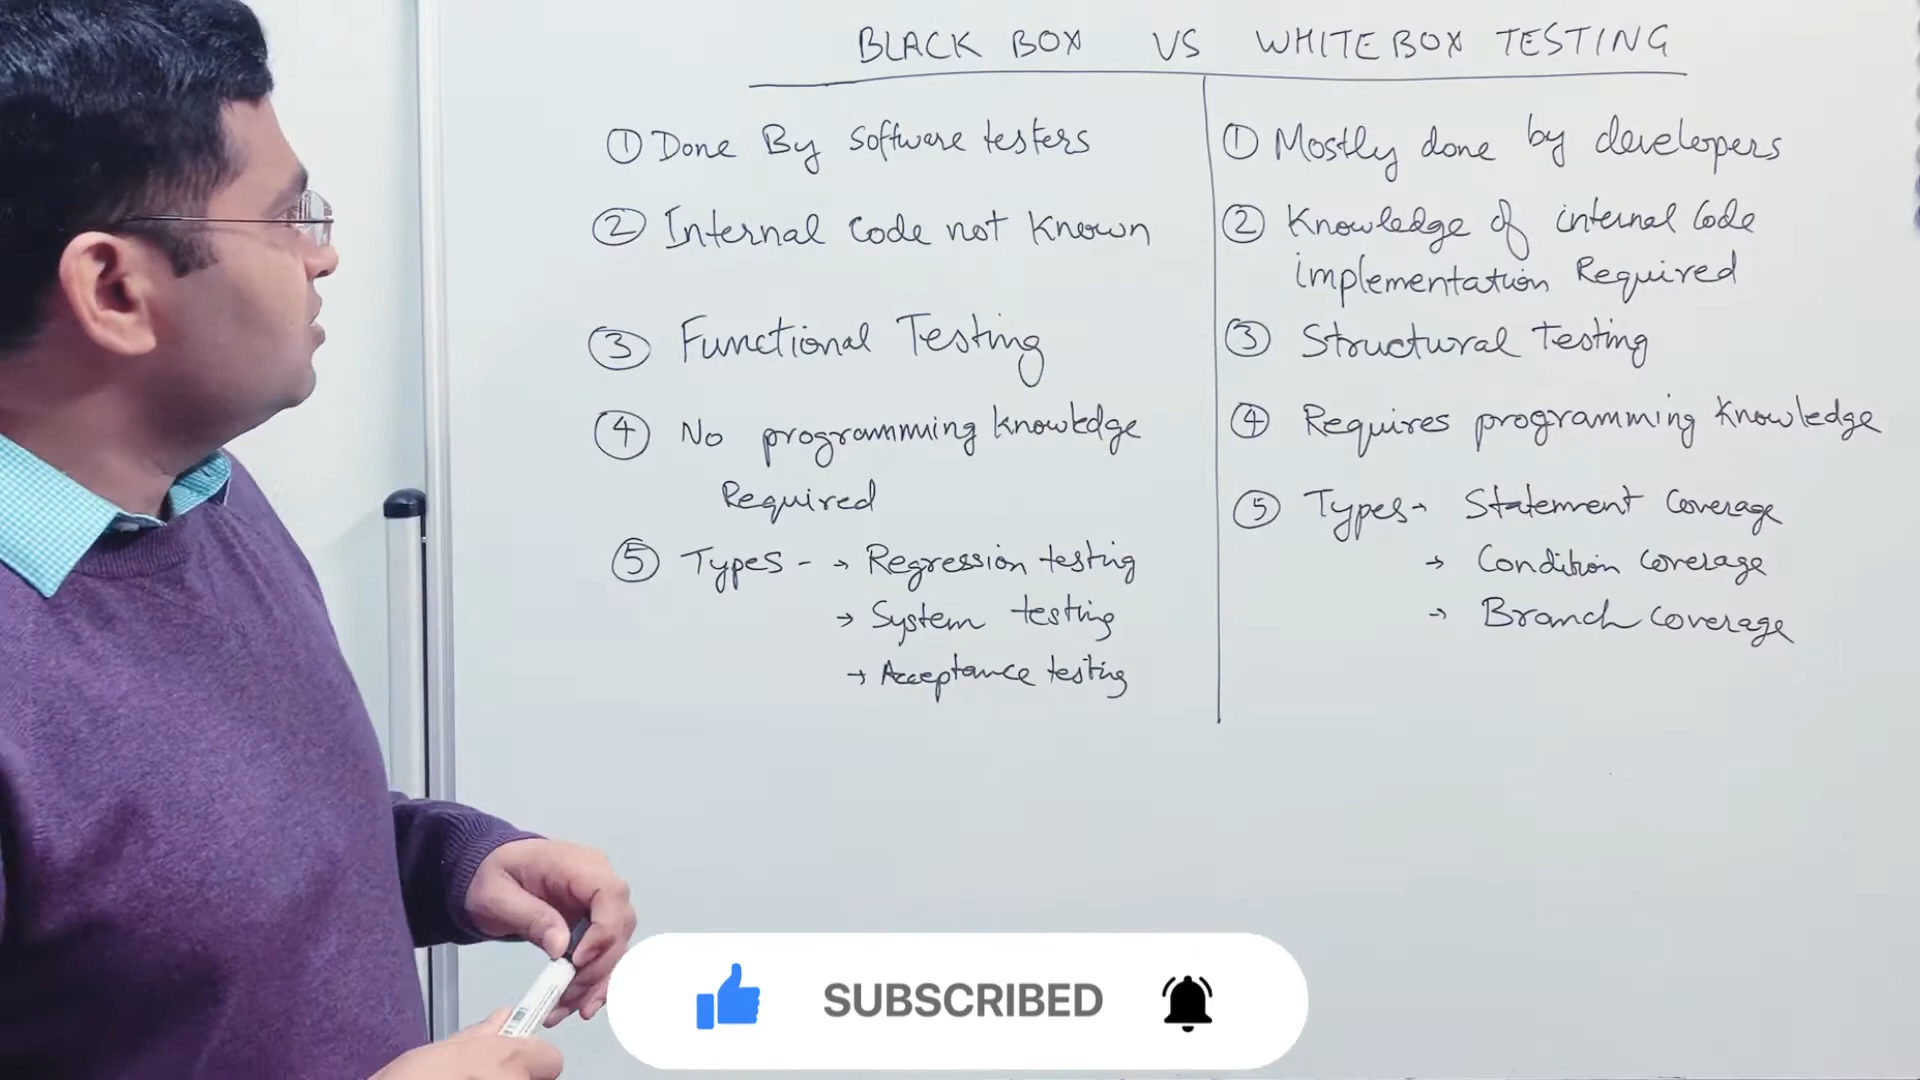 BLACK BOX VS WHITE BOX TESTING
① Done By Software testers
② Internal Code not Known
③ Functional Testing
④ No programming knowledge
Required
⑤ Types - → Regression testing
→ System testing
→ Acceptance testing
① Mostly done by developers
② Knowledge of internal Code
implementation Required
③ Structural Testing
④ Requires programming Knowledge
⑤ Types → Statement Coverage
→ Condition Coverage
→ Branch Coverage
SUBSCRIBED